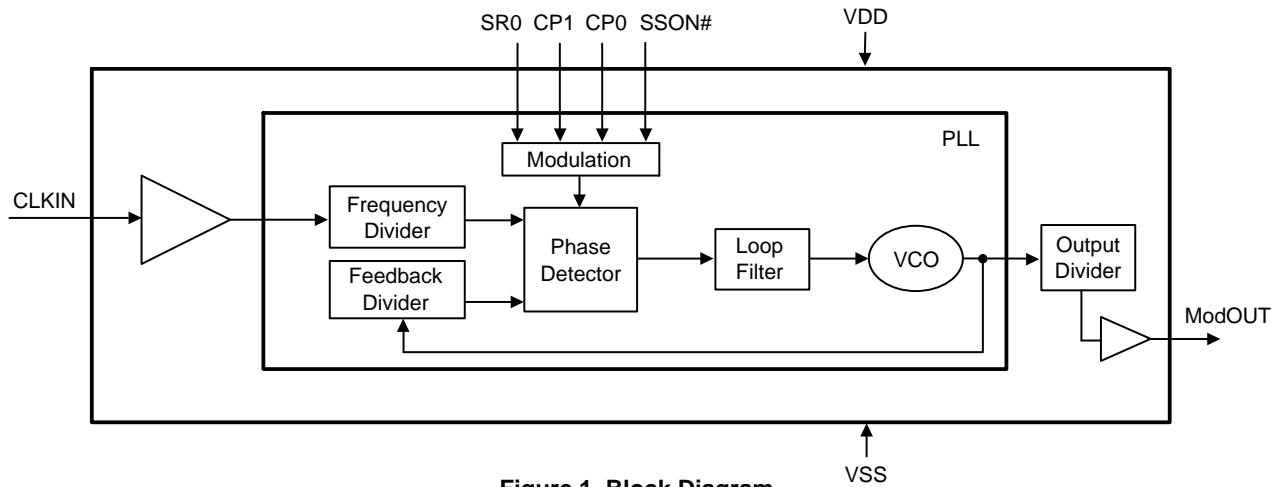 SR0 CP1 CP0 SSON#
VDD
PLL
Modulation
CLKIN
Frequency
Divider
Phase
Detector
Loop
Filter
VCO
Output
Divider
Feedback
Divider
ModOUT
VSS
Figure 1. Block Diagram